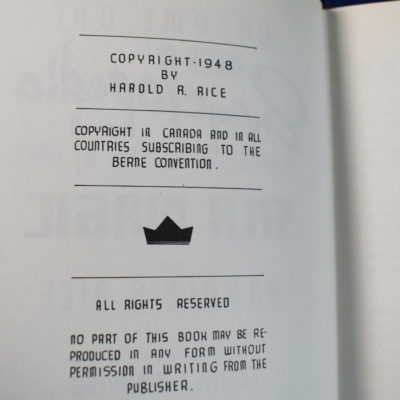 COPYRIGHT-1948
BY
HAROLD R. RICE
COPYRIGHT IN CANADA AND IN ALL
COUNTRIES SUBSCRIBING TO THE
BERNE CONVENTION.
ALL RIGHTS RESERVED
NO PART OF THIS BOOK MAY BE RE-
PRODUCED IN ANY FORM WITHOUT
PERMISSION IN WRITING FROM THE
PUBLISHER.